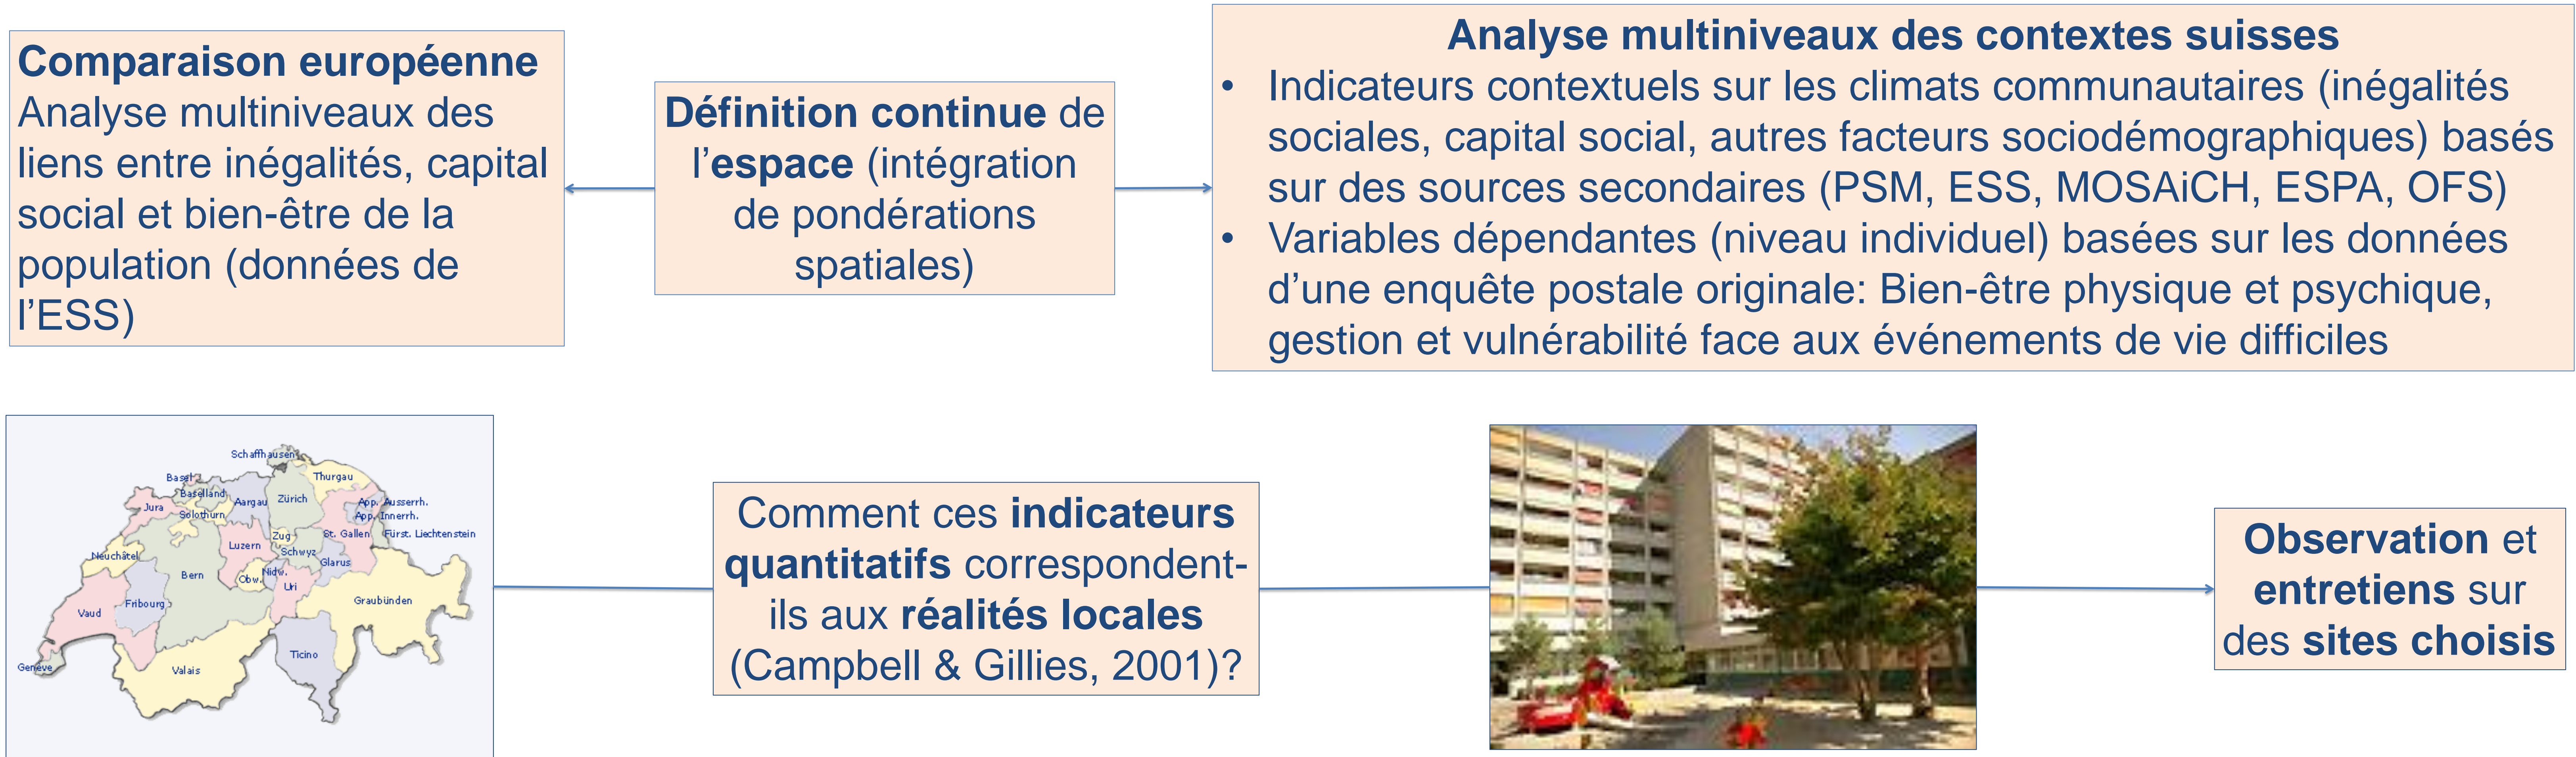 Comparaison européenne
Analyse multiniveaux des
liens entre inégalités, capital
social et bien-être de la
population (données de
l’ESS)
Définition continue de
l’espace (intégration
de pondérations
spatiales)
Analyse multiniveaux des contextes suisses
• Indicateurs contextuels sur les climats communautaires (inégalités
sociales, capital social, autres facteurs sociodémographiques) basés
sur des sources secondaires (PSM, ESS, MOSAiCH, ESPA, OFS)
• Variables dépendantes (niveau individuel) basées sur les données
d’une enquête postale originale: Bien-être physique et psychique,
gestion et vulnérabilité face aux événements de vie difficiles
Schaffhausen
Thurgau
Basel
Baselland
Aargau
Zürich
App. Ausserrh.
App. Innerrh.
Jura
Solothurn
St. Gallen
Fürst. Liechtenstein
Zug
Luzern
Schwyz
Neuchâtel
Glarus
Bern
Obw.
Nidw.
Uri
Graubünden
Vaud
Fribourg
Ticino
Genève
Valais
Comment ces indicateurs
quantitatifs correspondent-
ils aux réalités locales
(Campbell & Gillies, 2001)?
Observation et
entretiens sur
des sites choisis